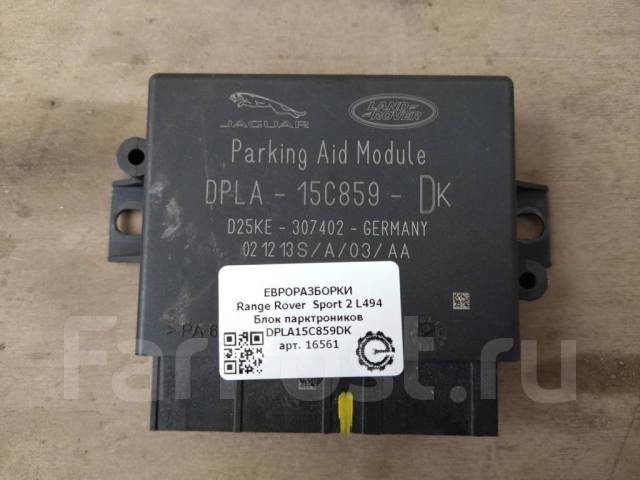 JAGUAR
LAND ROVER
Parking Aid Module
DPLA - 15C859 - DK
D25KE - 307402 - GERMANY
02 12 13 S/A/03/AA
ЕВРОРАЗБОРКИ
Range Rover Sport 2 L494
Блок парктроников
DPLA15C859DK
арт. 16561
>PA 6
Farpost.ru